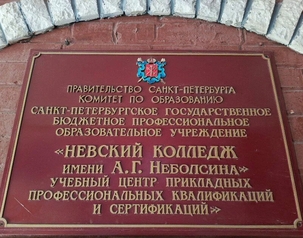 ПРАВИТЕЛЬСТВО САНКТ-ПЕТЕРБУРГА
КОМИТЕТ ПО ОБРАЗОВАНИЮ
САНКТ-ПЕТЕРБУРГСКОЕ ГОСУДАРСТВЕННОЕ
БЮДЖЕТНОЕ ПРОФЕССИОНАЛЬНОЕ
ОБРАЗОВАТЕЛЬНОЕ УЧРЕЖДЕНИЕ
«НЕВСКИЙ КОЛЛЕДЖ
ИМЕНИ А.Г. НЕБОЛСИНА»
УЧЕБНЫЙ ЦЕНТР ПРИКЛАДНЫХ
ПРОФЕССИОНАЛЬНЫХ КВАЛИФИКАЦИЙ
И СЕРТИФИКАЦИЙ»